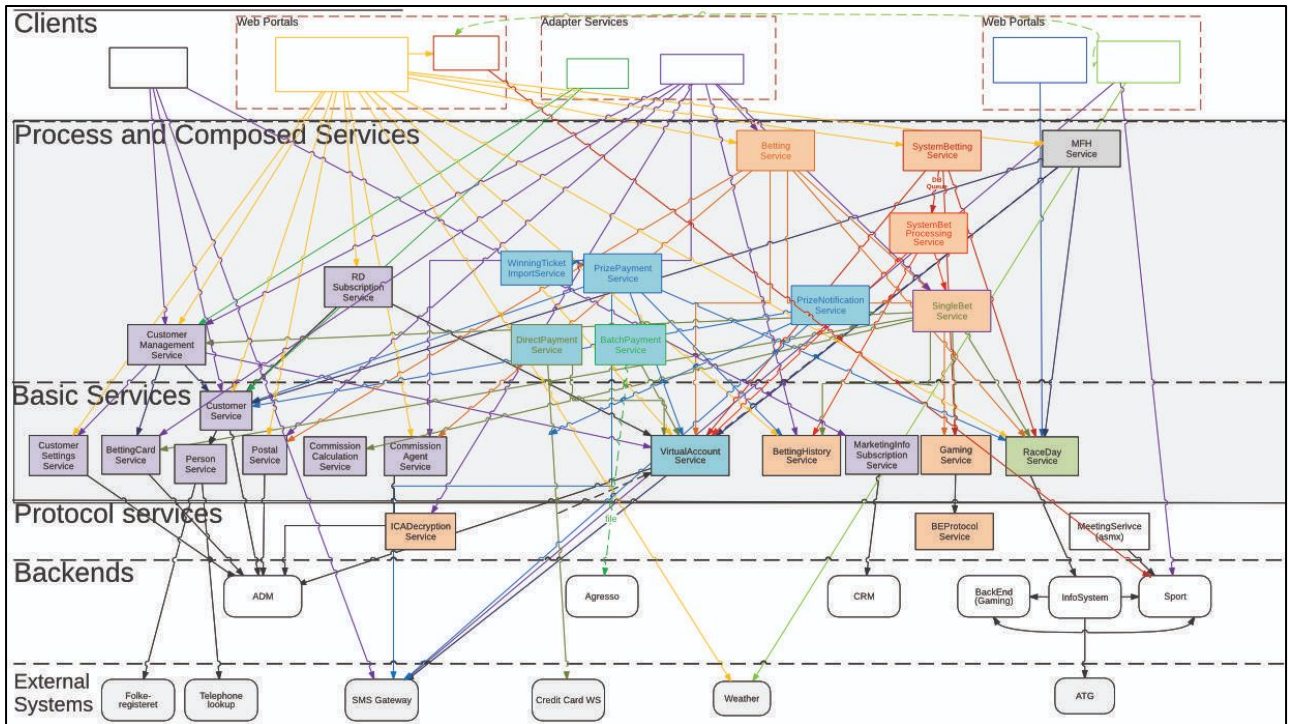 Clients
Web Portals
Adapter Services
Web Portals
Process and Composed Services
Betting
Service
SystemBetting
Service
MFH
Service
DB
Queue
SystemBet
Processing
Service
WinningTicket
ImportService
PrizePayment
Service
RD
Subscription
Service
PrizeNotification
Service
SingleBet
Service
Customer
Management
Service
DirectPayment
Service
BatchPayment
Service
Basic Services
Customer
Service
Customer
Settings
Service
BettingCard
Service
Person
Service
Postal
Service
Commission
Calculation
Service
Commission
Agent
Service
VirtualAccount
Service
BettingHistory
Service
MarketingInfo
Subscription
Service
Gaming
Service
RaceDay
Service
Protocol services
ICADecryption
Service
file
BEProtocol
Service
MeetingSerivce
(asmx)
Backends
ADM
Agresso
CRM
BackEnd
(Gaming)
InfoSystem
Sport
External
Systems
Folke-
registeret
Telephone
lookup
SMS Gateway
Credit Card WS
Weather
ATG